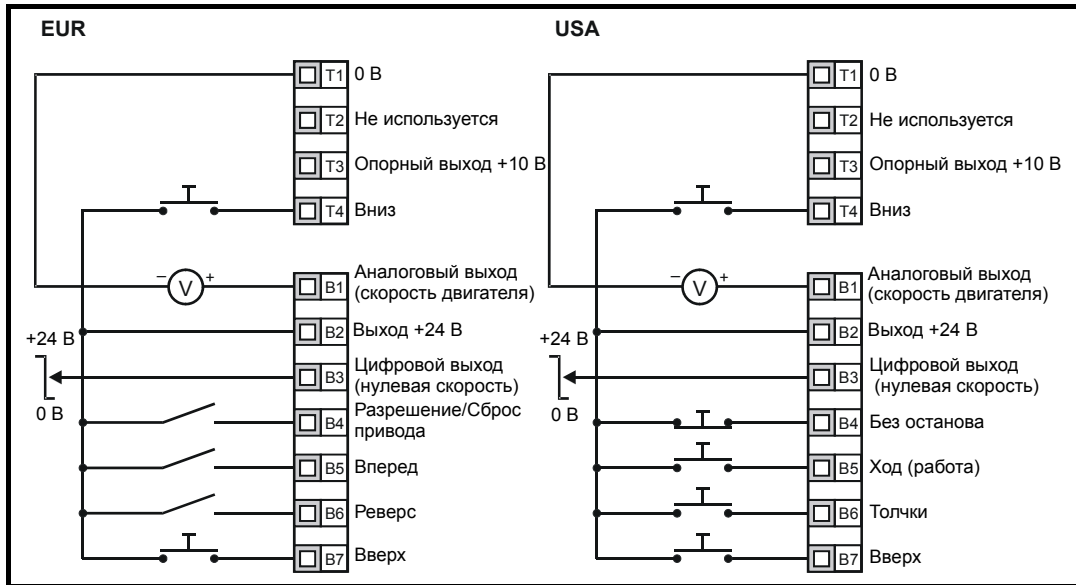 EUR
T1 0 В
T2 Не используется
T3 Опорный выход +10 В
T4 Вниз
– V +
B1 Аналоговый выход
(скорость двигателя)
B2 Выход +24 В
+24 В
0 В
B3 Цифровой выход
(нулевая скорость)
B4 Разрешение/Сброс
привода
B5 Вперед
B6 Реверс
B7 Вверх
USA
T1 0 В
T2 Не используется
T3 Опорный выход +10 В
T4 Вниз
– V +
B1 Аналоговый выход
(скорость двигателя)
B2 Выход +24 В
+24 В
0 В
B3 Цифровой выход
(нулевая скорость)
B4 Без останова
B5 Ход (работа)
B6 Толчки
B7 Вверх